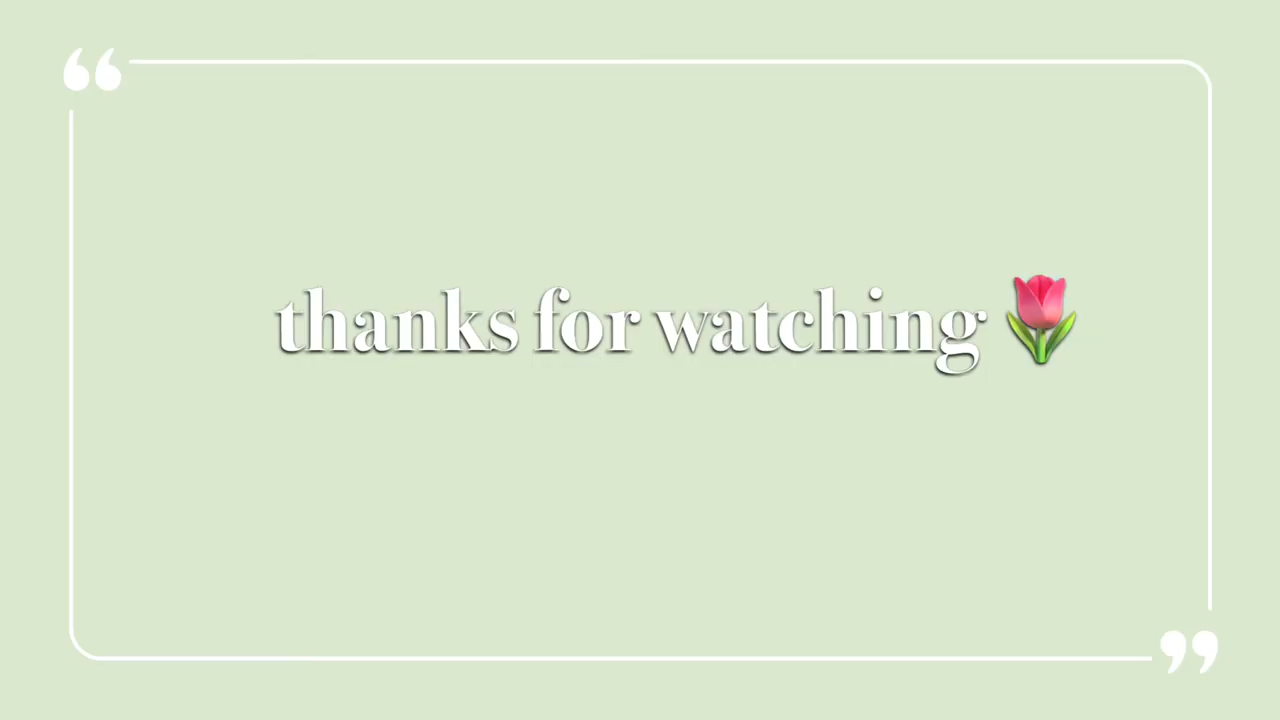 “
thanks for watching 🌷
”